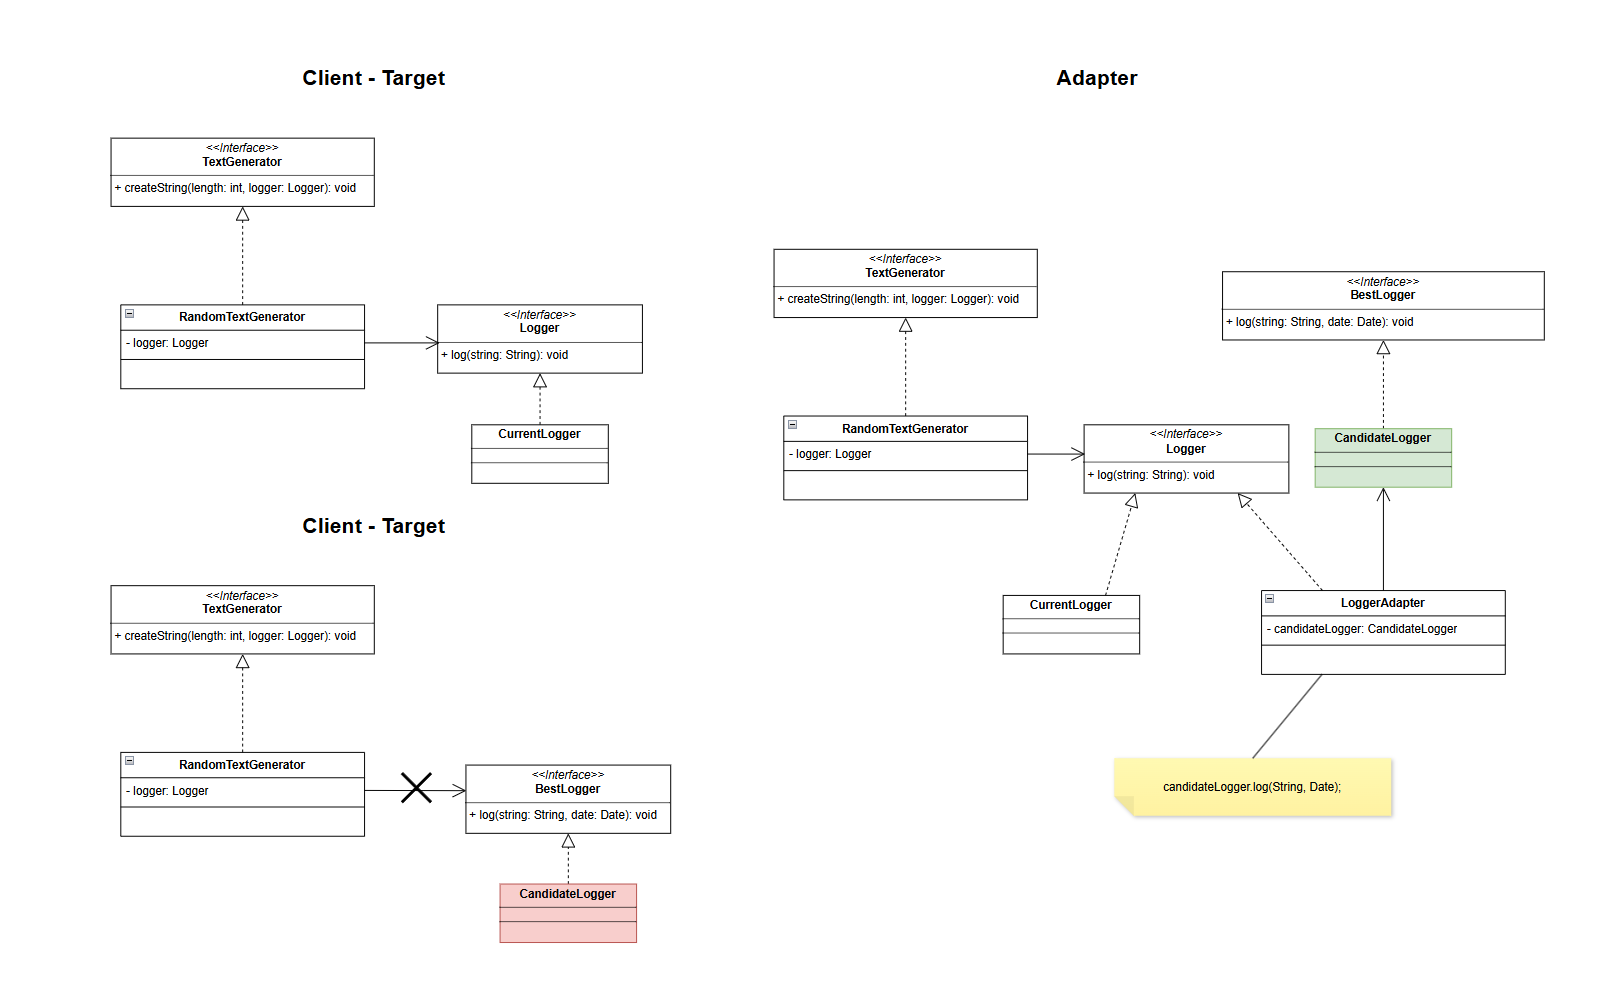 Client - Target
<<Interface>>
TextGenerator
+ createString(length: int, logger: Logger): void
RandomTextGenerator
- logger: Logger
<<Interface>>
Logger
+ log(string: String): void
CurrentLogger
Client - Target
<<Interface>>
TextGenerator
+ createString(length: int, logger: Logger): void
RandomTextGenerator
- logger: Logger
<<Interface>>
BestLogger
+ log(string: String, date: Date): void
CandidateLogger
Adapter
<<Interface>>
TextGenerator
+ createString(length: int, logger: Logger): void
<<Interface>>
BestLogger
+ log(string: String, date: Date): void
RandomTextGenerator
- logger: Logger
<<Interface>>
Logger
+ log(string: String): void
CandidateLogger
CurrentLogger
LoggerAdapter
- candidateLogger: CandidateLogger
candidateLogger.log(String, Date);